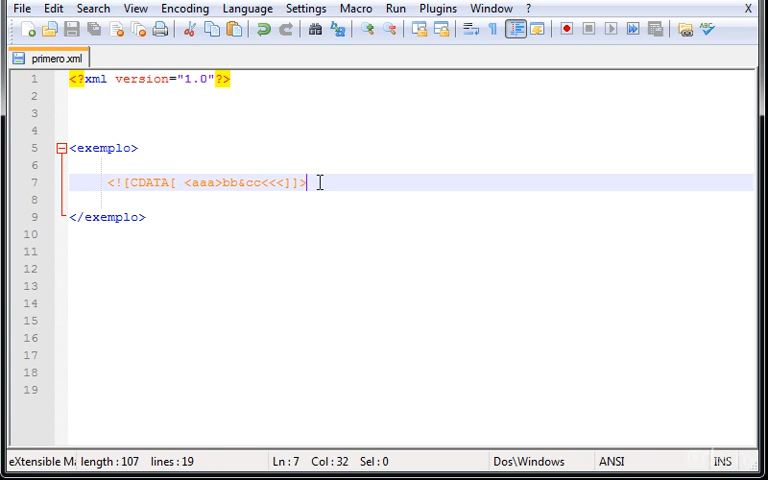 File Edit Search View Encoding Language Settings Macro Run Plugins Window ? X
primero.xml
1 <?xml version="1.0"?>
2
3
4
5 <exemplo>
6
7 <![CDATA[ <aaa>bb&cc<<<]]>
8
9 </exemplo>
10
11
12
13
14
15
16
17
18
19
eXtensible Ma length : 107 lines : 19 Ln : 7 Col : 32 Sel : 0 Dos\Windows ANSI INS